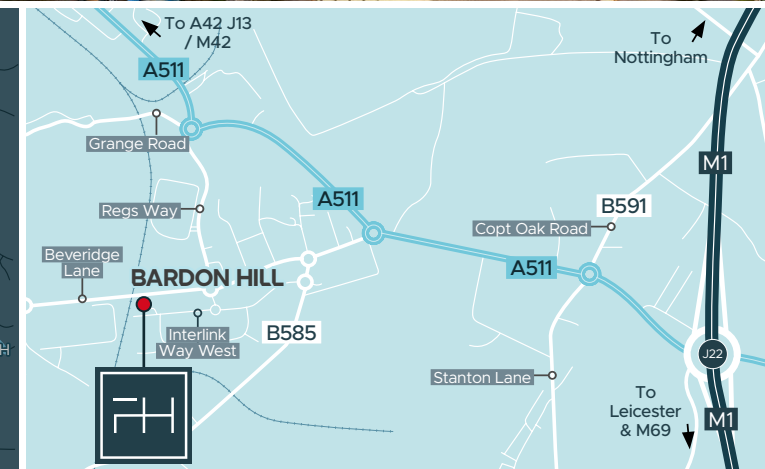 To A42 J13
/ M42
To
Nottingham
A511
M1
Grange Road
A511
B591
Regs Way
Copt Oak Road
Beveridge
Lane
A511
BARDON HILL
Interlink
Way West
B585
J22
Stanton Lane
To
Leicester
& M69
M1
H
FH